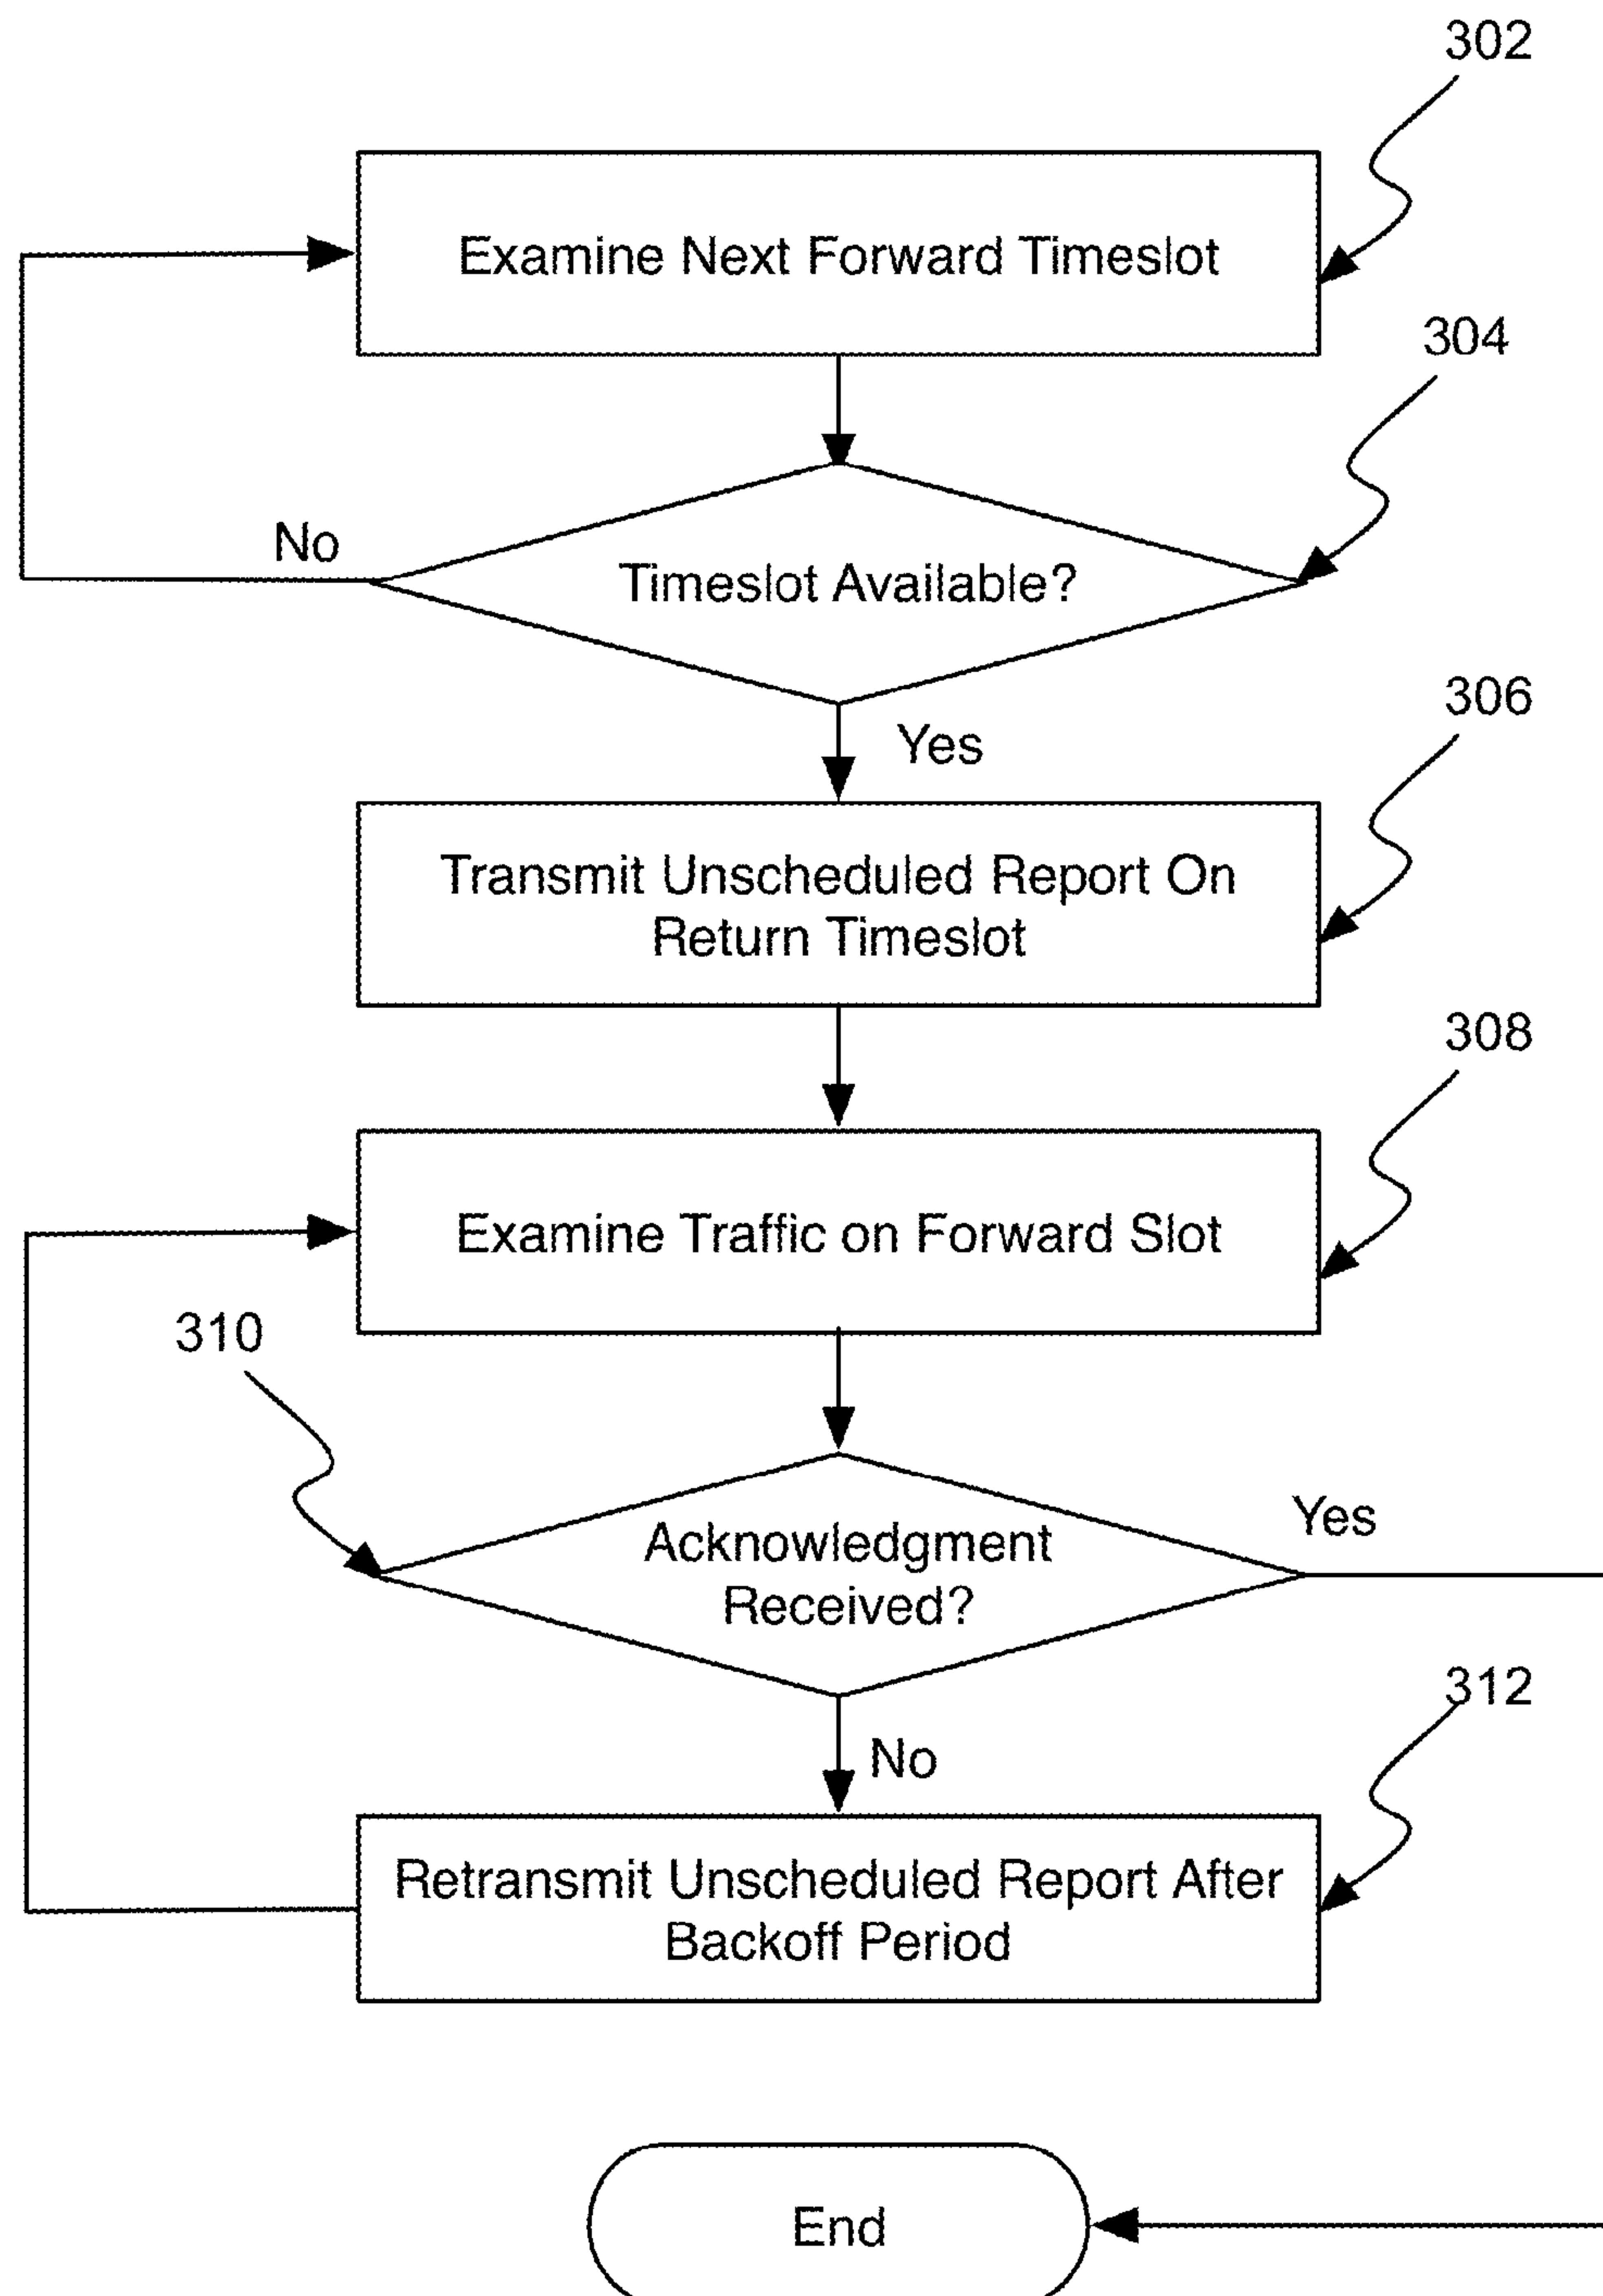 302
Examine Next Forward Timeslot
304
No
Timeslot Available?
306
Yes
Transmit Unscheduled Report On
Return Timeslot
308
Examine Traffic on Forward Slot
310
Yes
Acknowledgment
Received?
312
No
Retransmit Unscheduled Report After
Backoff Period
End